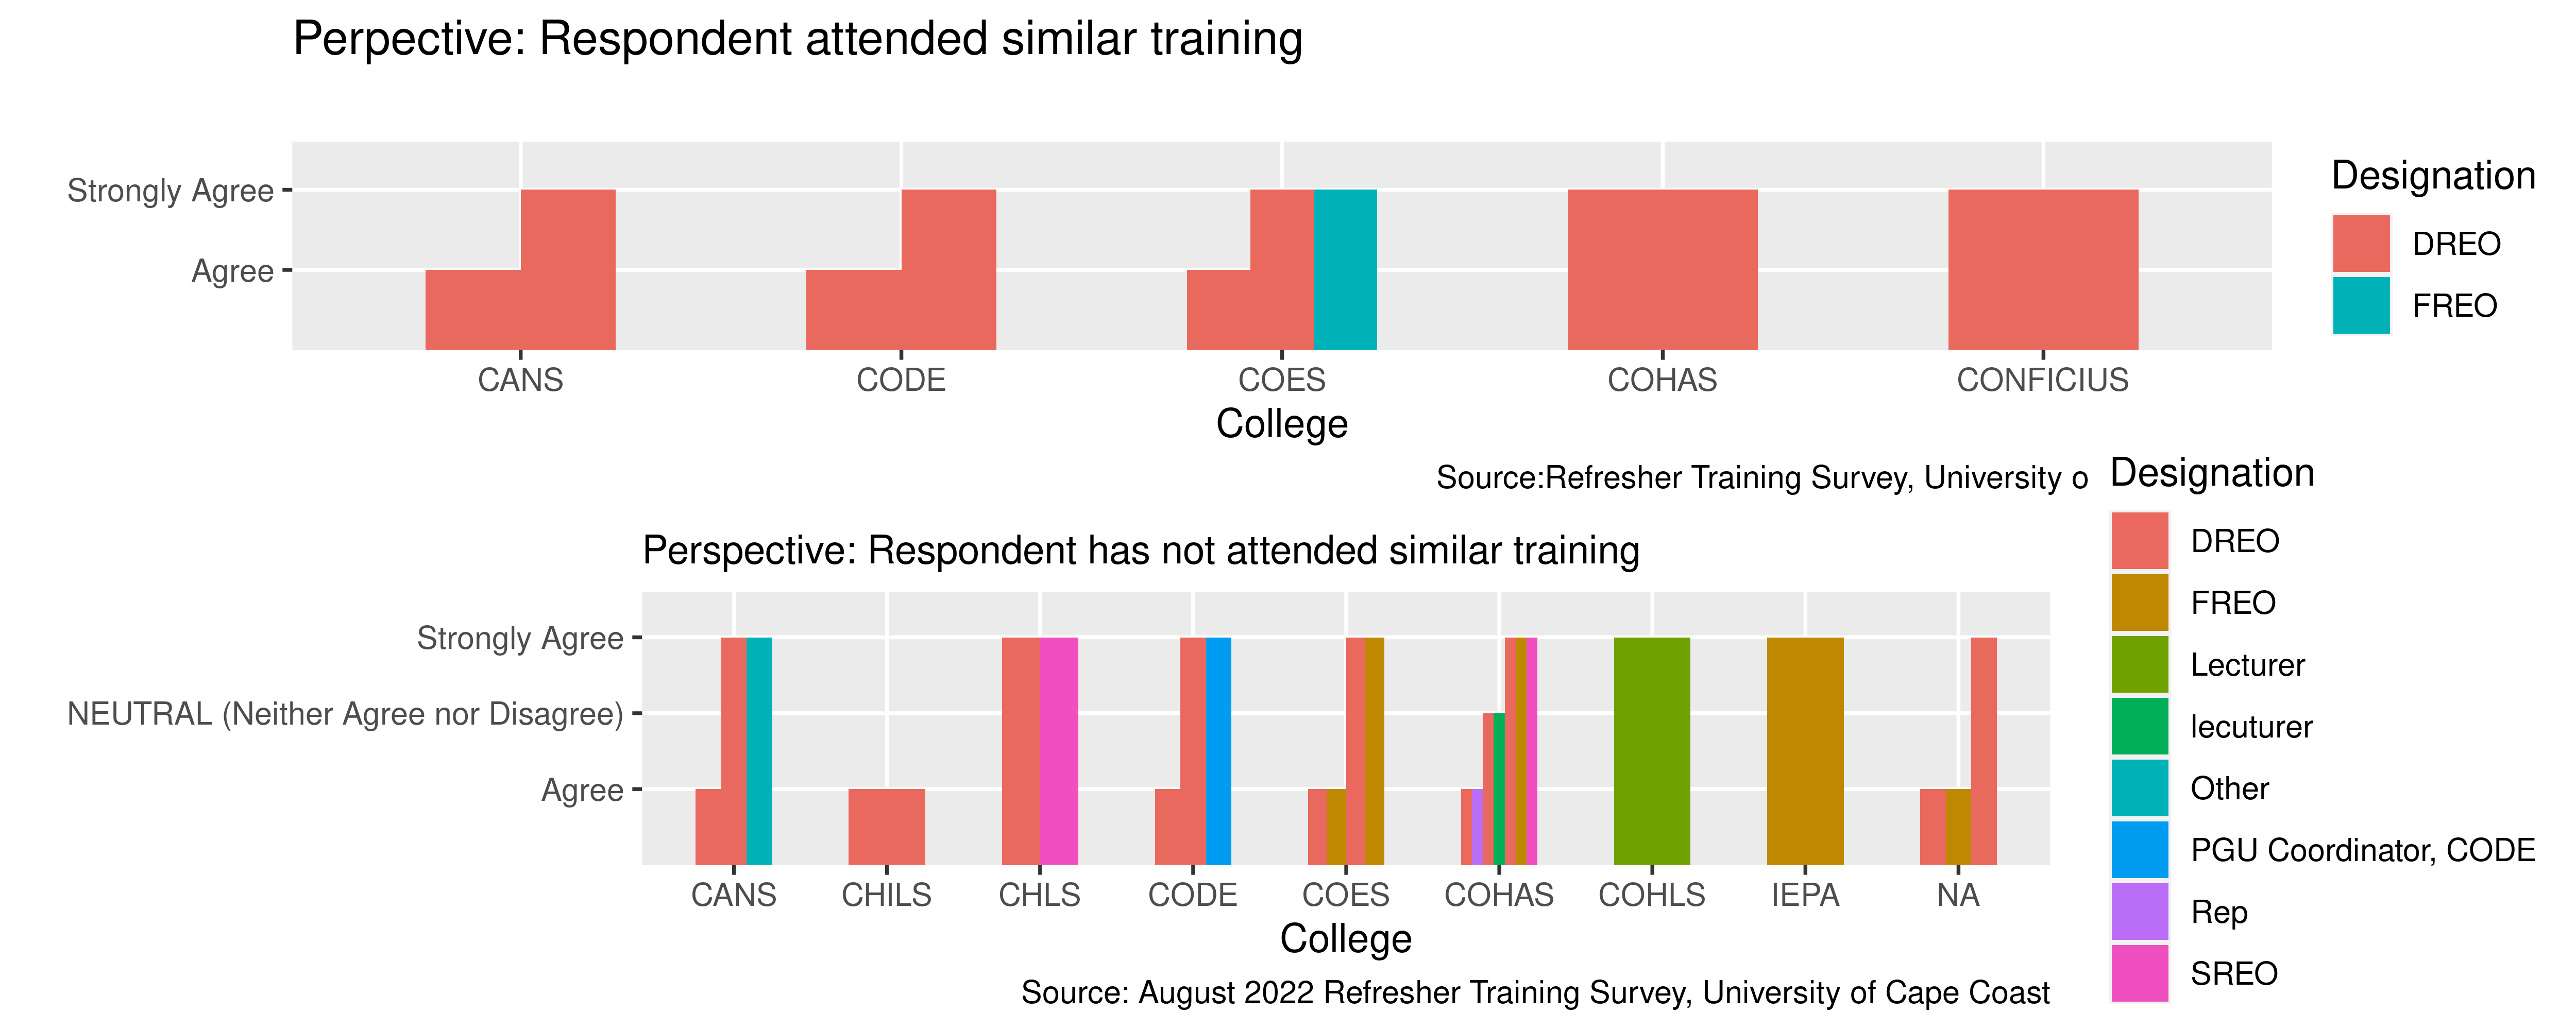 Perpective: Respondent attended similar training
Strongly Agree
Agree
CANS CODE COES COHAS CONFICIUS
College
Designation
DREO
FREO
Source:Refresher Training Survey, University o
Perspective: Respondent has not attended similar training
Strongly Agree
NEUTRAL (Neither Agree nor Disagree)
Agree
CANS CHILS CHLS CODE COES COHAS COHLS IEPA NA
College
Source: August 2022 Refresher Training Survey, University of Cape Coast
Designation
DREO
FREO
Lecturer
lecuturer
Other
PGU Coordinator, CODE
Rep
SREO